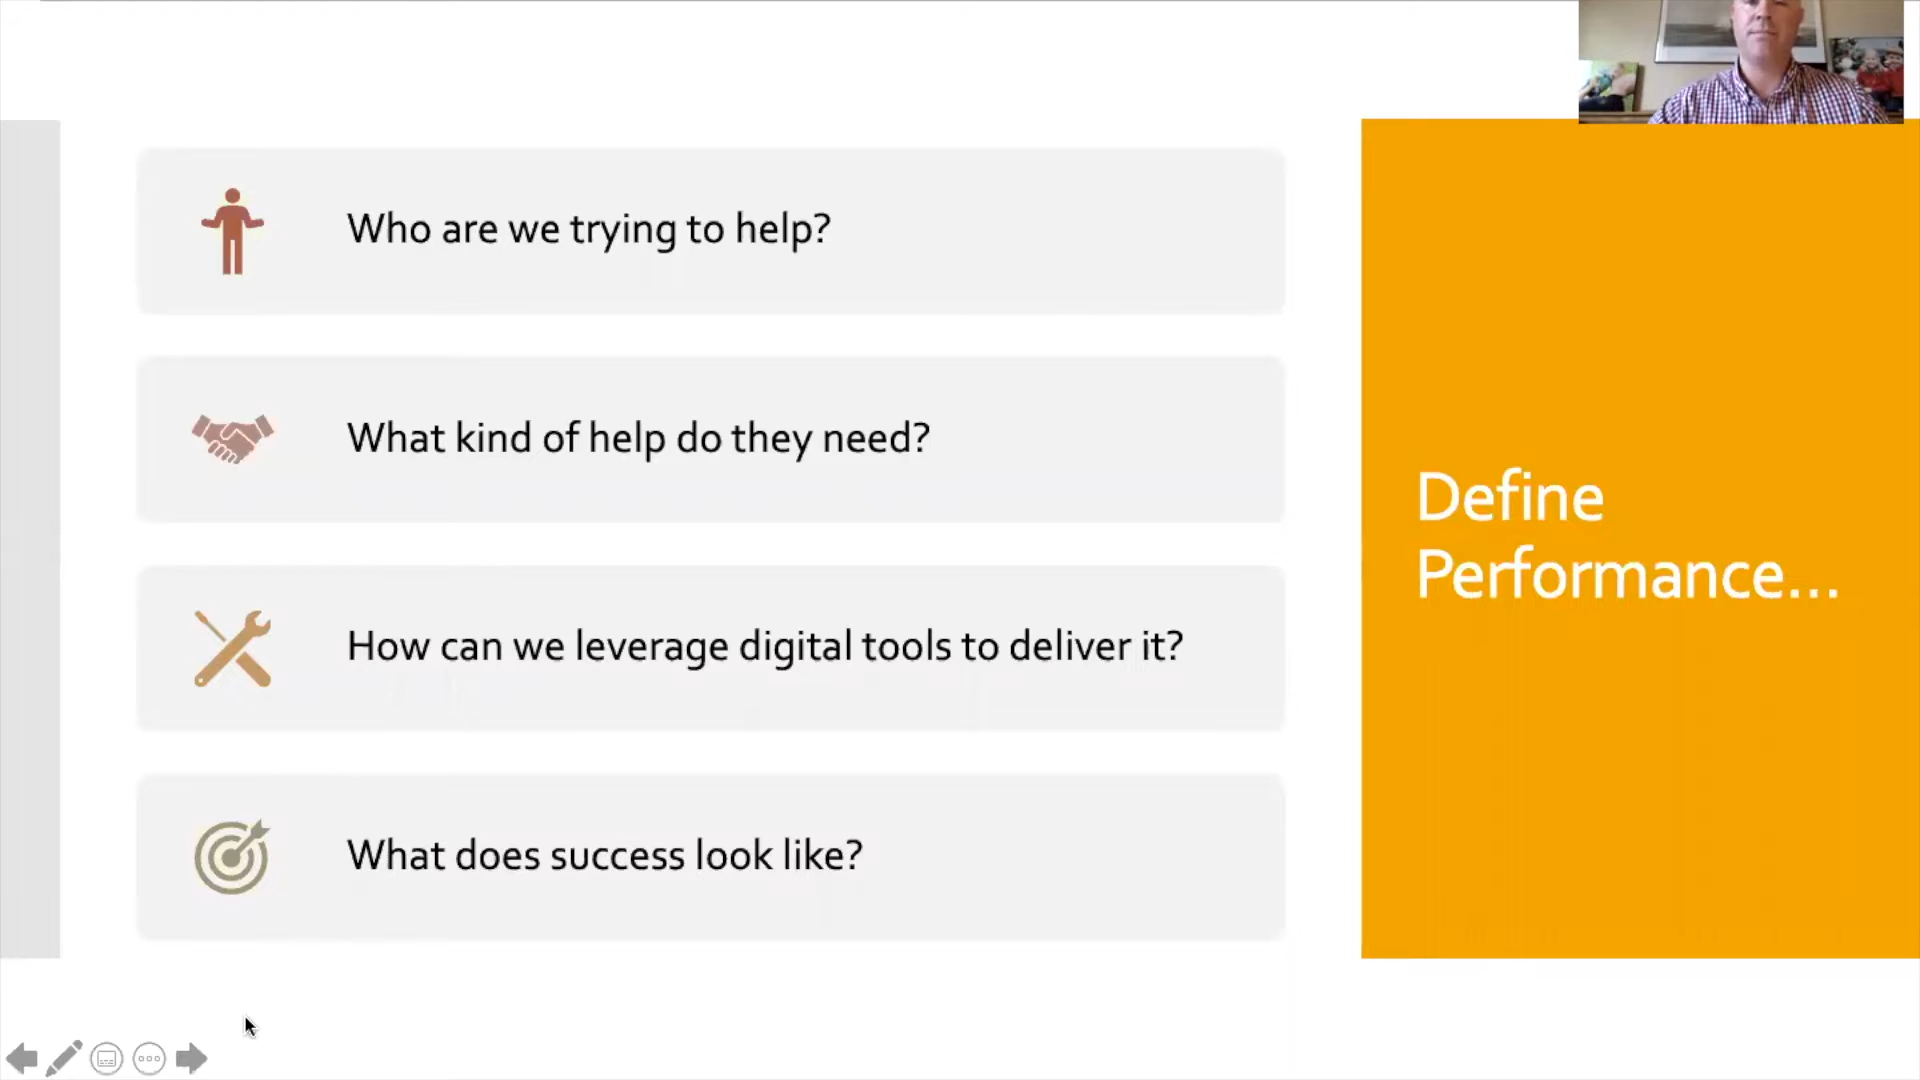 Who are we trying to help?
What kind of help do they need?
How can we leverage digital tools to deliver it?
What does success look like?
Define
Performance...